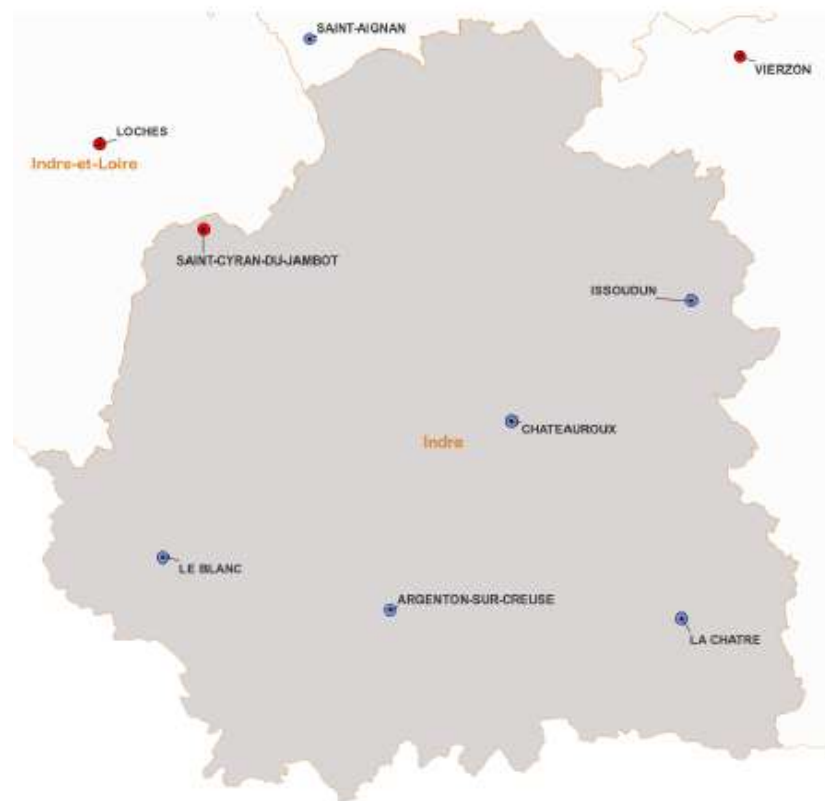 SAINT-AIGNAN
VIERZON
LOCHES
Indre-et-Loire
SAINT-CYRAN-DU-JAMBOT
ISSOUDUN
CHATEAUROUX
Indre
LE BLANC
ARGENTON-SUR-CREUSE
LA CHATRE